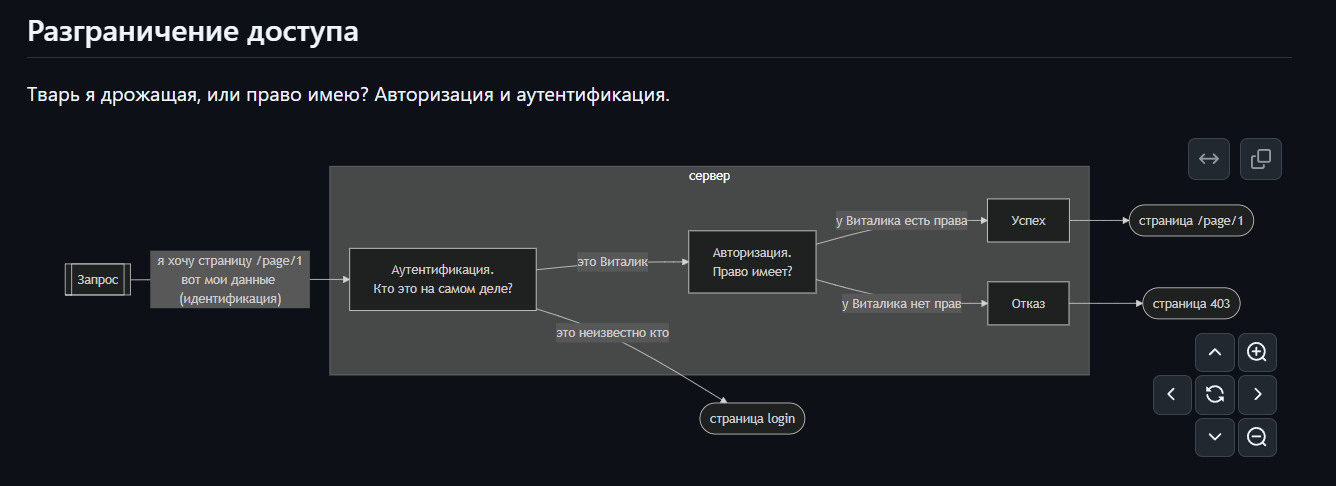 Разграничение доступа
Тварь я дрожащая, или право имею? Авторизация и аутентификация.
сервер
Запрос
я хочу страницу /page/1
вот мои данные
(идентификация)
Аутентификация.
Кто это на самом деле?
это Виталик
это неизвестно кто
страница login
Авторизация.
Право имеет?
у Виталика есть права
Успех
страница /page/1
у Виталика нет прав
Отказ
страница 403